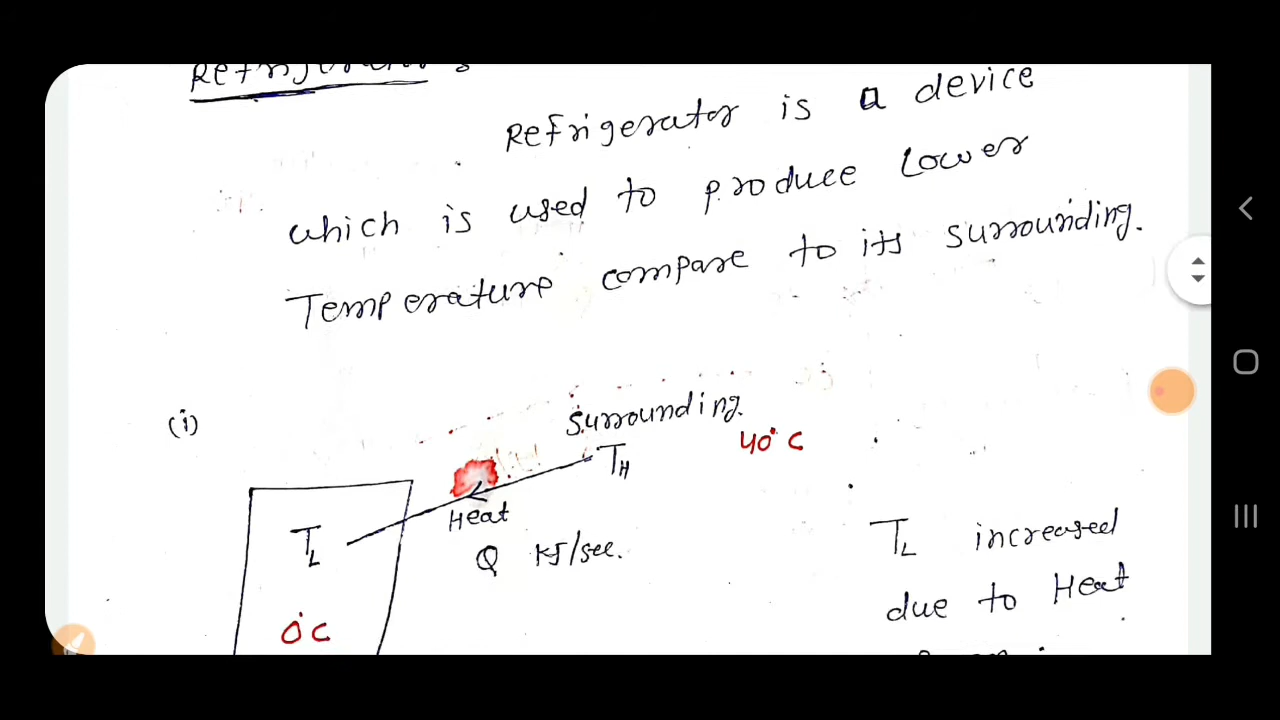 Refrigerator is a device
which is used to produce Lower
Temperature compare to its surrounding.
(i)
Surrounding.
40°C
TH
TL
Heat
Q KJ/sec.
0°C
TL increased
due to Heat